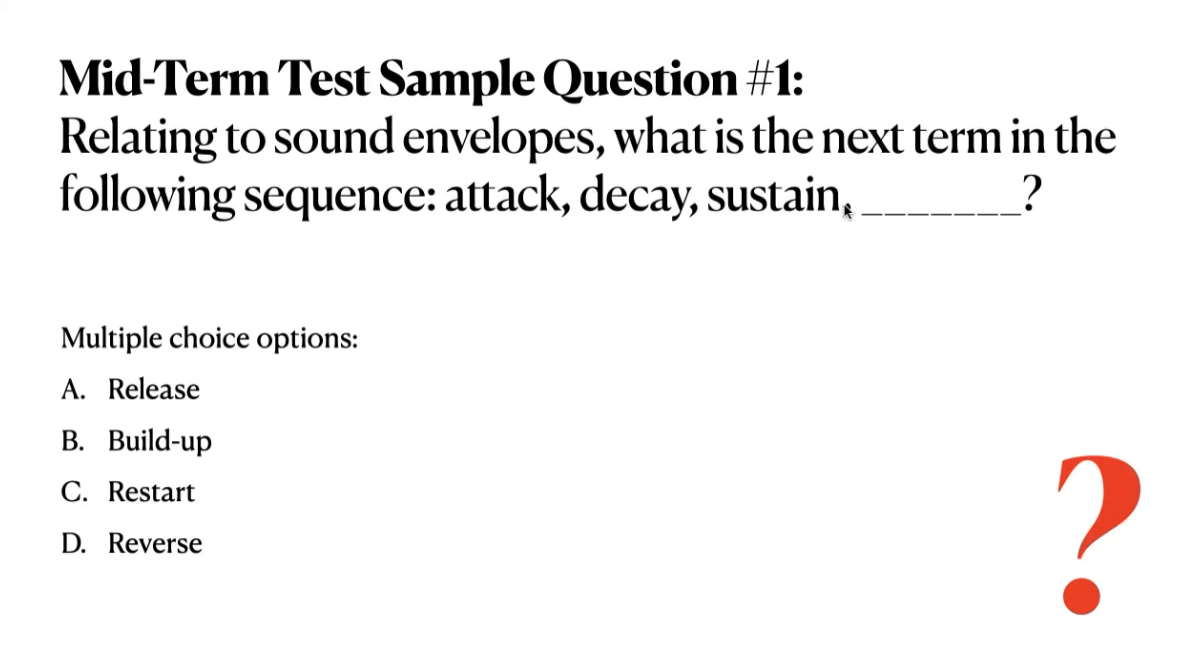 Mid-Term Test Sample Question #1:
Relating to sound envelopes, what is the next term in the
following sequence: attack, decay, sustain, _______?
Multiple choice options:
A. Release
B. Build-up
C. Restart
D. Reverse
?